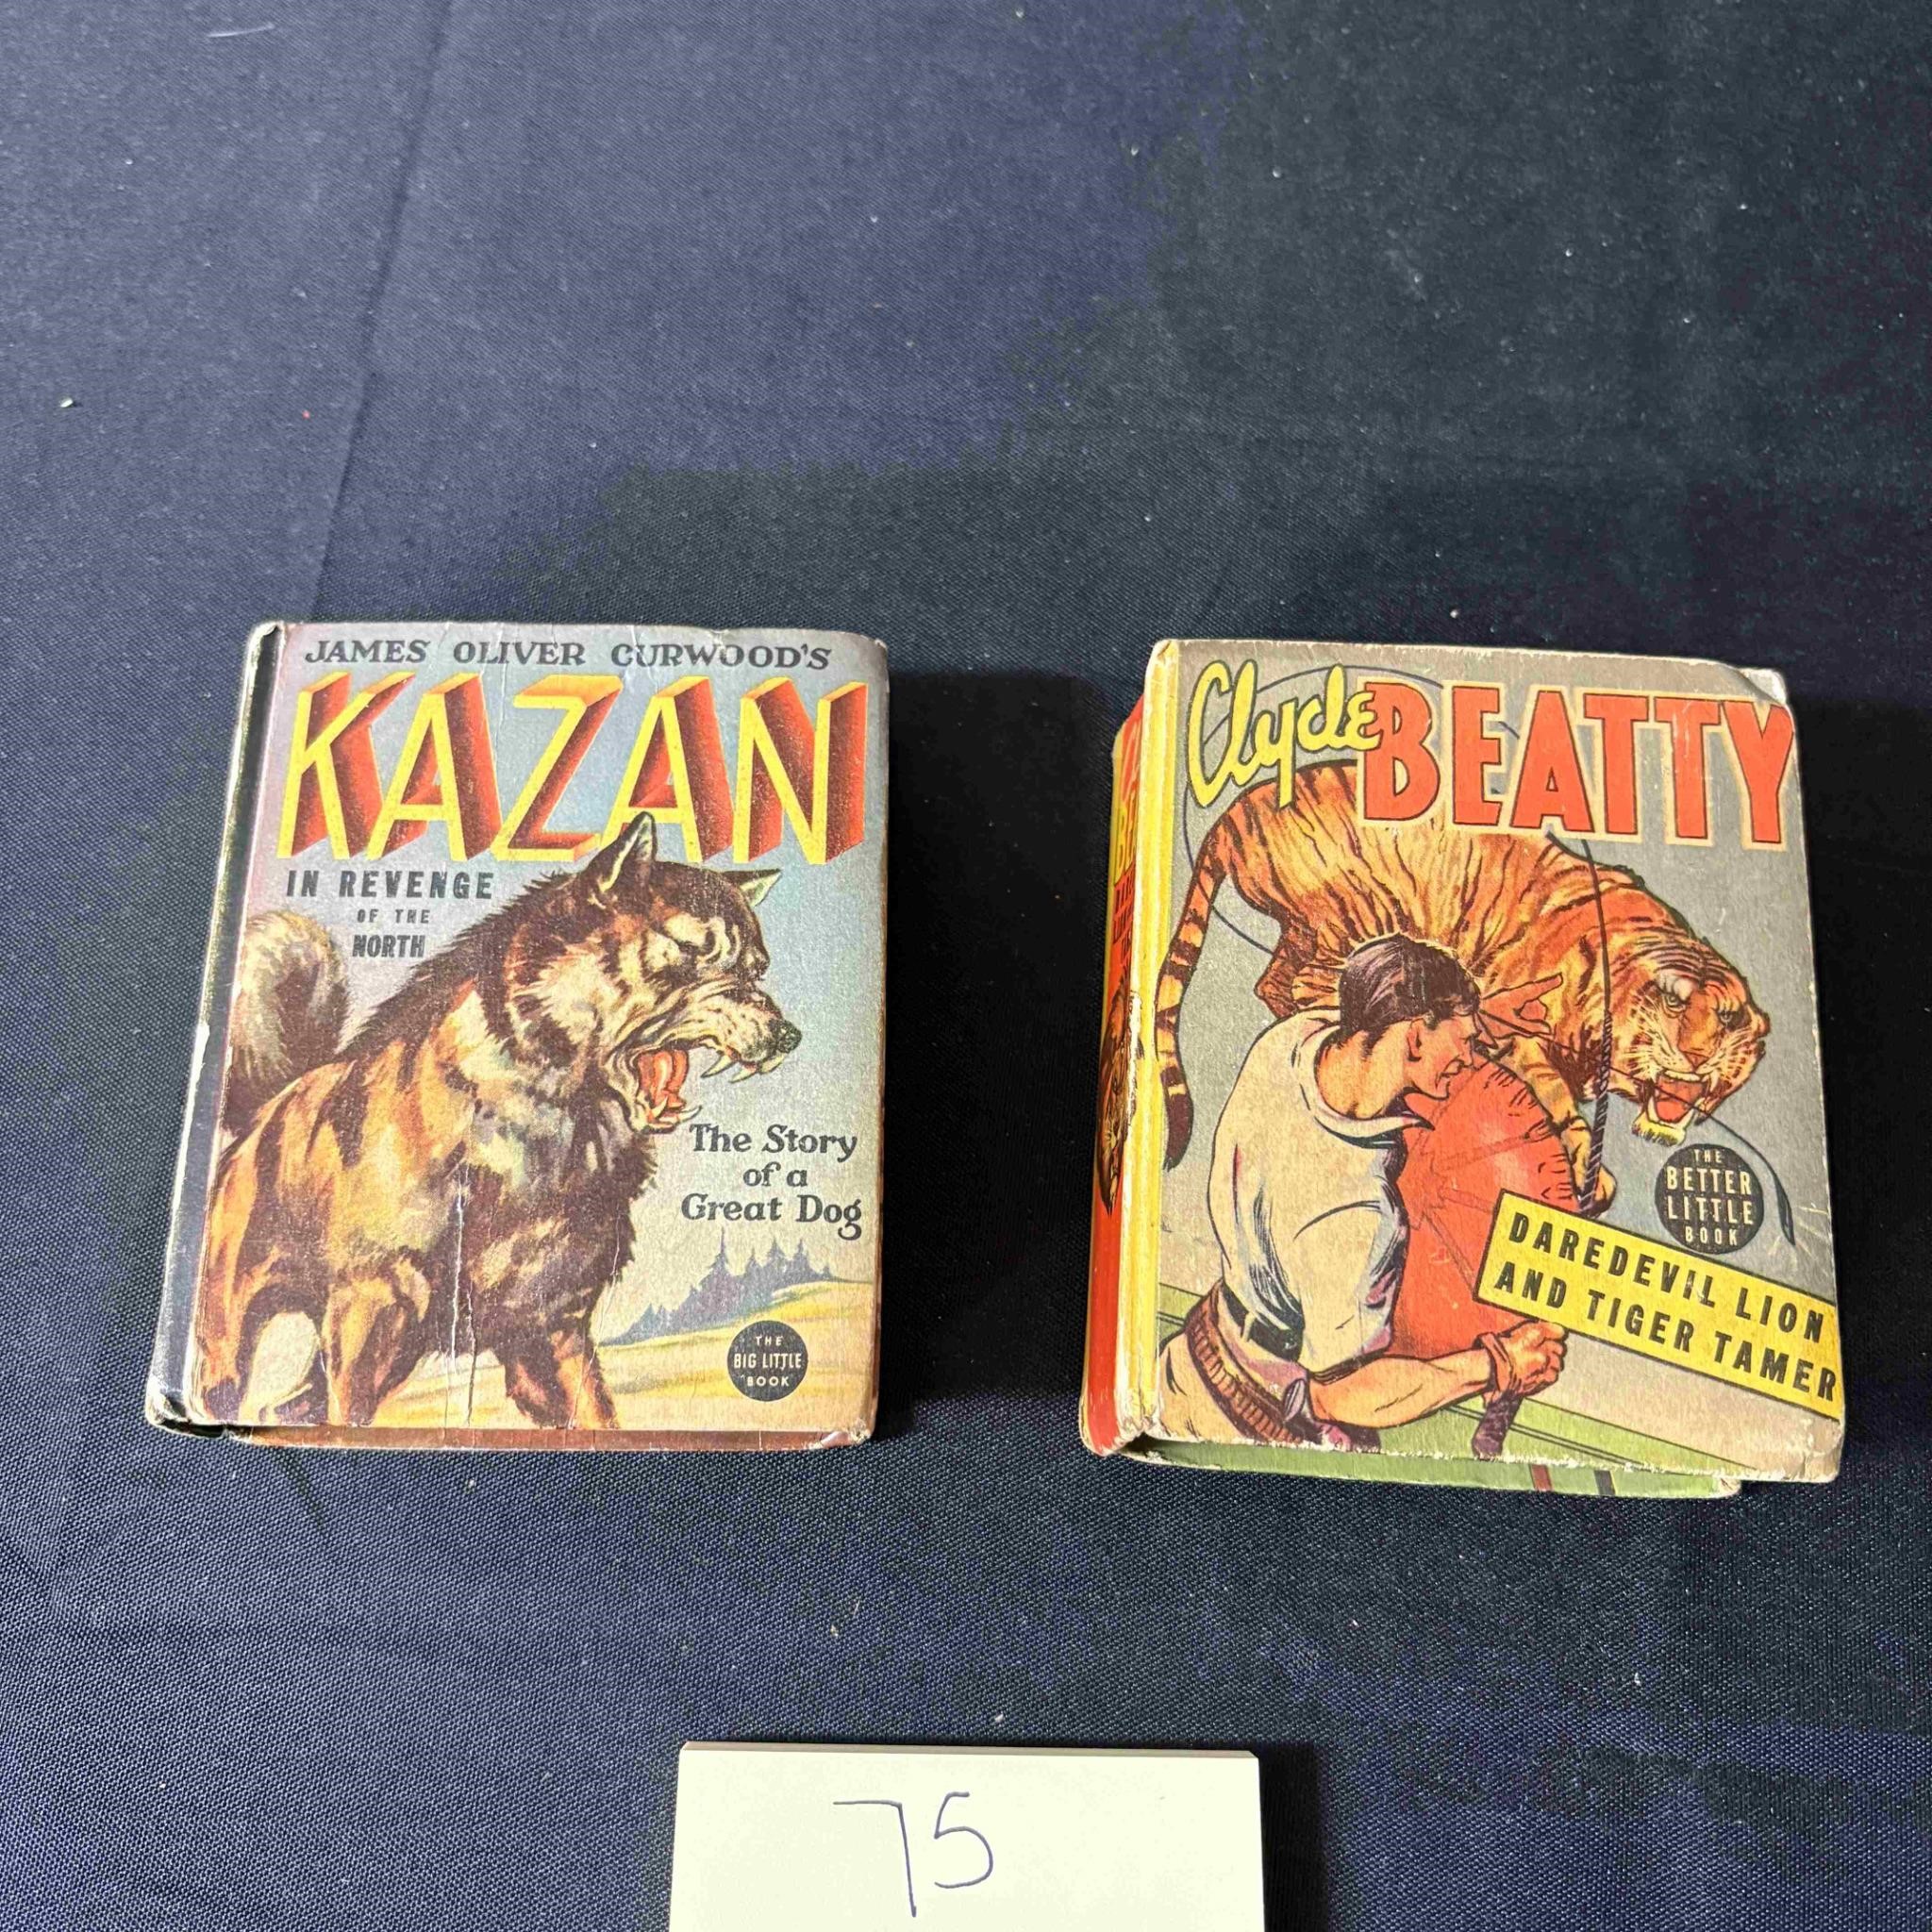 JAMES OLIVER CURWOOD'S
KAZAN
IN REVENGE
OF THE
NORTH
The Story
of a
Great Dog
THE
BIG LITTLE
BOOK
Clyde BEATTY
THE
BETTER
LITTLE
BOOK
DAREDEVIL LION
AND TIGER TAMER
75